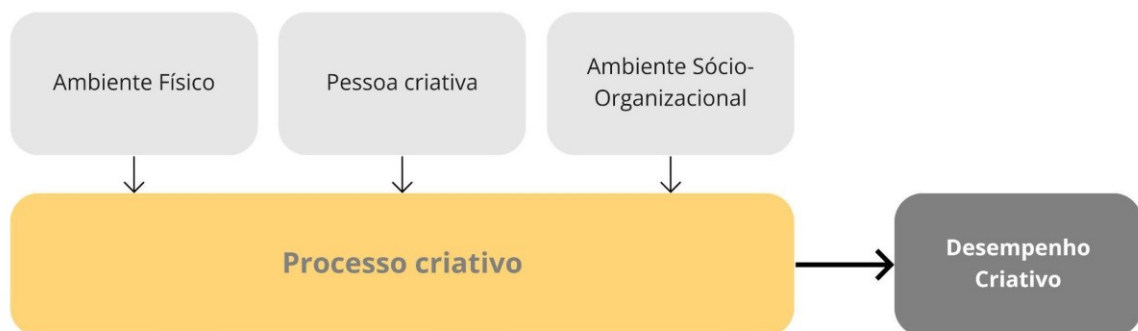 Ambiente Físico
Pessoa criativa
Ambiente Sócio-
Organizacional
Processo criativo
Desempenho
Criativo